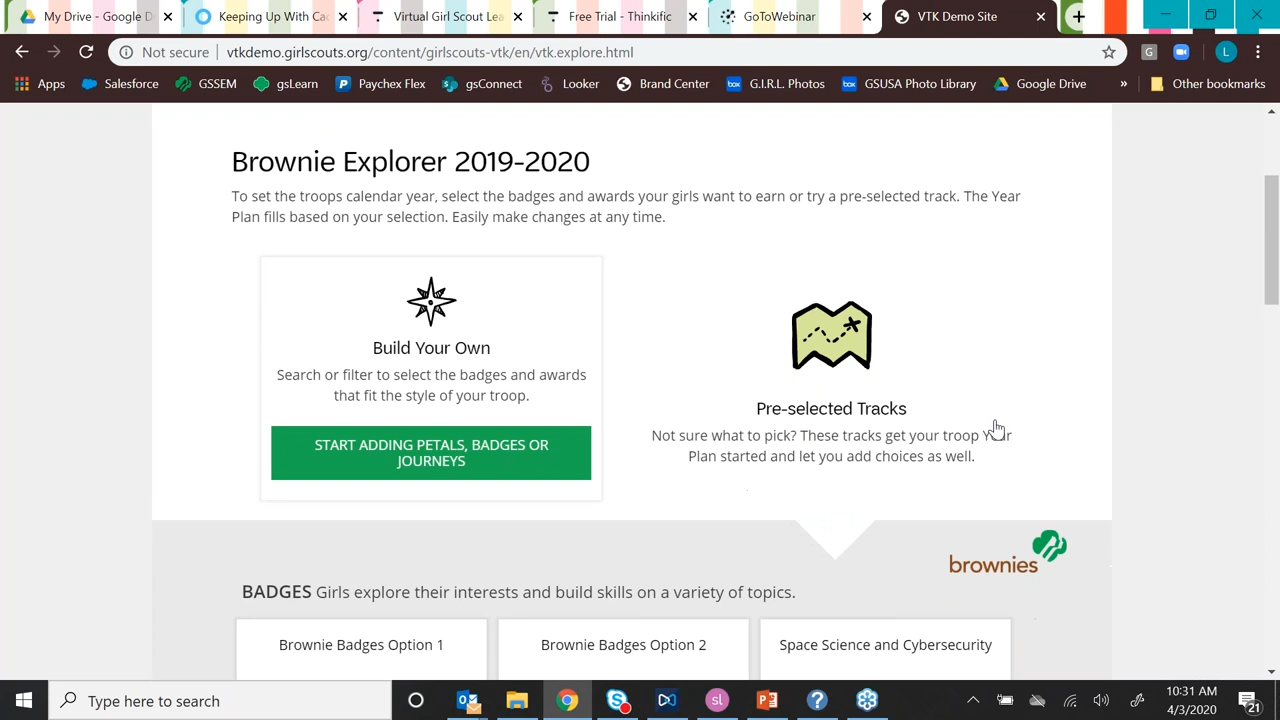 My Drive - Google D
Keeping Up With Cac
Virtual Girl Scout Lea
Free Trial - Thinkific
GoToWebinar
VTK Demo Site
Not secure
vtkdemo.girlscouts.org/content/girlscouts-vtk/en/vtk.explore.html
G
L
Apps
Salesforce
GSSEM
gsLearn
Paychex Flex
gsConnect
Looker
Brand Center
box G.I.R.L. Photos
box GSUSA Photo Library
Google Drive
»
Other bookmarks
Brownie Explorer 2019-2020
To set the troops calendar year, select the badges and awards your girls want to earn or try a pre-selected track. The Year
Plan fills based on your selection. Easily make changes at any time.
Build Your Own
Search or filter to select the badges and awards
that fit the style of your troop.
START ADDING PETALS, BADGES OR
JOURNEYS
Pre-selected Tracks
Not sure what to pick? These tracks get your troop Year
Plan started and let you add choices as well.
brownies
BADGES Girls explore their interests and build skills on a variety of topics.
Brownie Badges Option 1
Brownie Badges Option 2
Space Science and Cybersecurity
Type here to search
sl
10:31 AM
4/3/2020
21